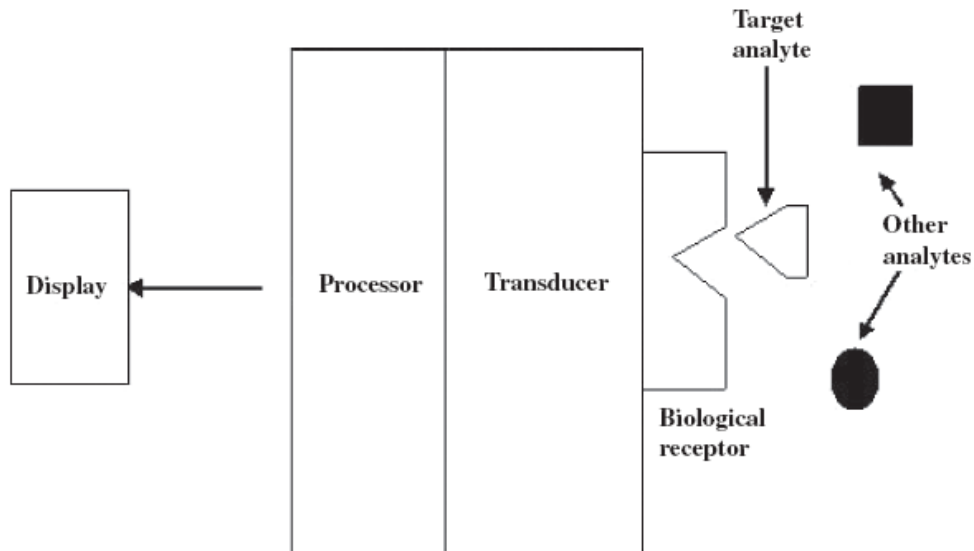 Target
analyte
Other
analytes
Display
Processor
Transducer
Biological
receptor